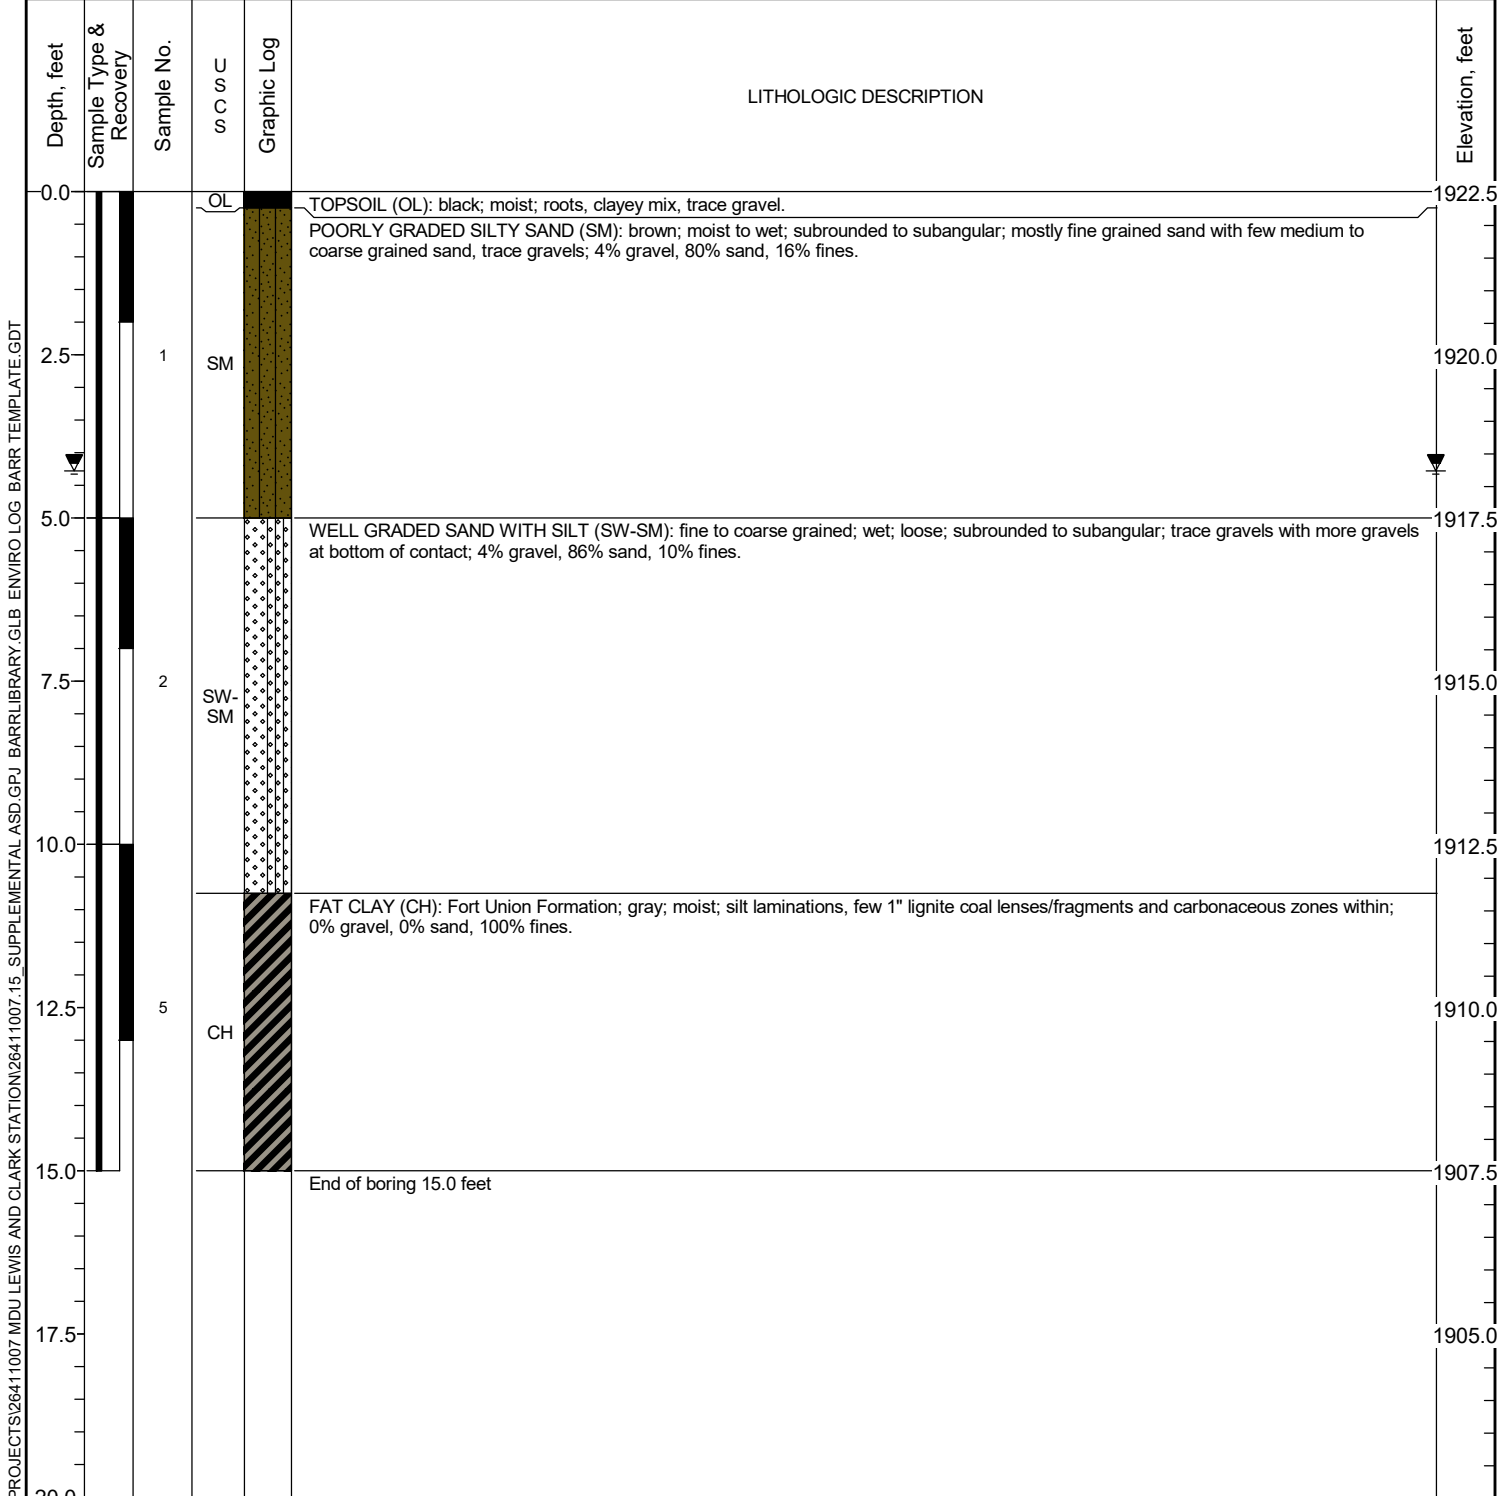 Depth, feet
Sample Type &
Recovery
Sample No.
U
S
C
S
Graphic Log
LITHOLOGIC DESCRIPTION
Elevation, feet
0.0
OL
TOPSOIL (OL): black; moist; roots, clayey mix, trace gravel.
1922.5
POORLY GRADED SILTY SAND (SM): brown; moist to wet; subrounded to subangular; mostly fine grained sand with few medium to
coarse grained sand, trace gravels; 4% gravel, 80% sand, 16% fines.
2.5
1
SM
1920.0
5.0
WELL GRADED SAND WITH SILT (SW-SM): fine to coarse grained; wet; loose; subrounded to subangular; trace gravels with more gravels
at bottom of contact; 4% gravel, 86% sand, 10% fines.
1917.5
7.5
2
SW-
SM
1915.0
10.0
1912.5
FAT CLAY (CH): Fort Union Formation; gray; moist; silt laminations, few 1" lignite coal lenses/fragments and carbonaceous zones within;
0% gravel, 0% sand, 100% fines.
12.5
5
CH
1910.0
15.0
End of boring 15.0 feet
1907.5
17.5
1905.0
20.0
PROJECTS\26411007 MDU LEWIS AND CLARK STATION\26411007.15_SUPPLEMENTAL ASD.GPJ BARRLIBRARY.GLB ENVIRO LOG BARR TEMPLATE.GDT